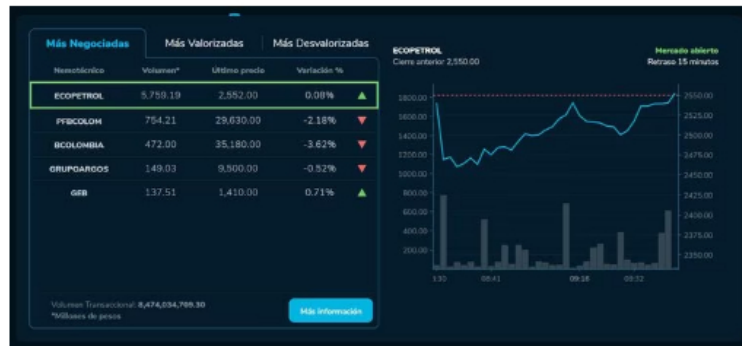 Más Negociadas
Más Valorizadas
Más Desvalorizadas
Nemotécnico Volumen* Último precio Variación %
ECOPETROL 5,759.19 2,552.00 0.08%
PFBCOLOM 754.21 29,630.00 -2.18%
BCOLOMBIA 472.00 35,180.00 -3.62%
GRUPOARGOS 149.03 9,500.00 -0.52%
GEB 137.51 1,410.00 0.71%
Volumen Transaccional: 8,474,034,769.30
*Millones de pesos
Más información
ECOPETROL
Cierre anterior 2,550.00
Mercado abierto
Retraso 15 minutos
1800.00
1600.00
1400.00
1200.00
1000.00
800.00
600.00
400.00
200.00
2550.00
2525.00
2500.00
2475.00
2450.00
2425.00
2400.00
2375.00
2350.00
08:41
09:18
09:32